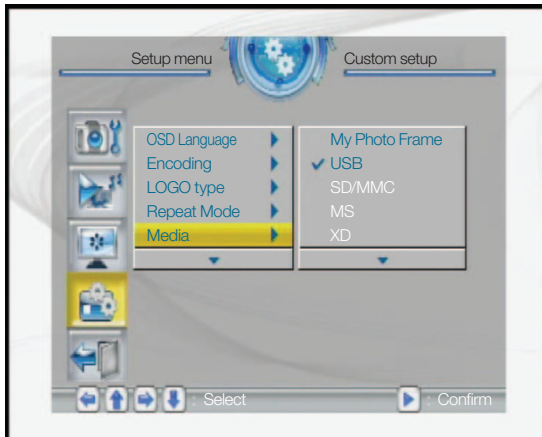 Setup menu
Custom setup
OSD Language
Encoding
LOGO type
Repeat Mode
Media
My Photo Frame
USB
SD/MMC
MS
XD
: Select
: Confirm